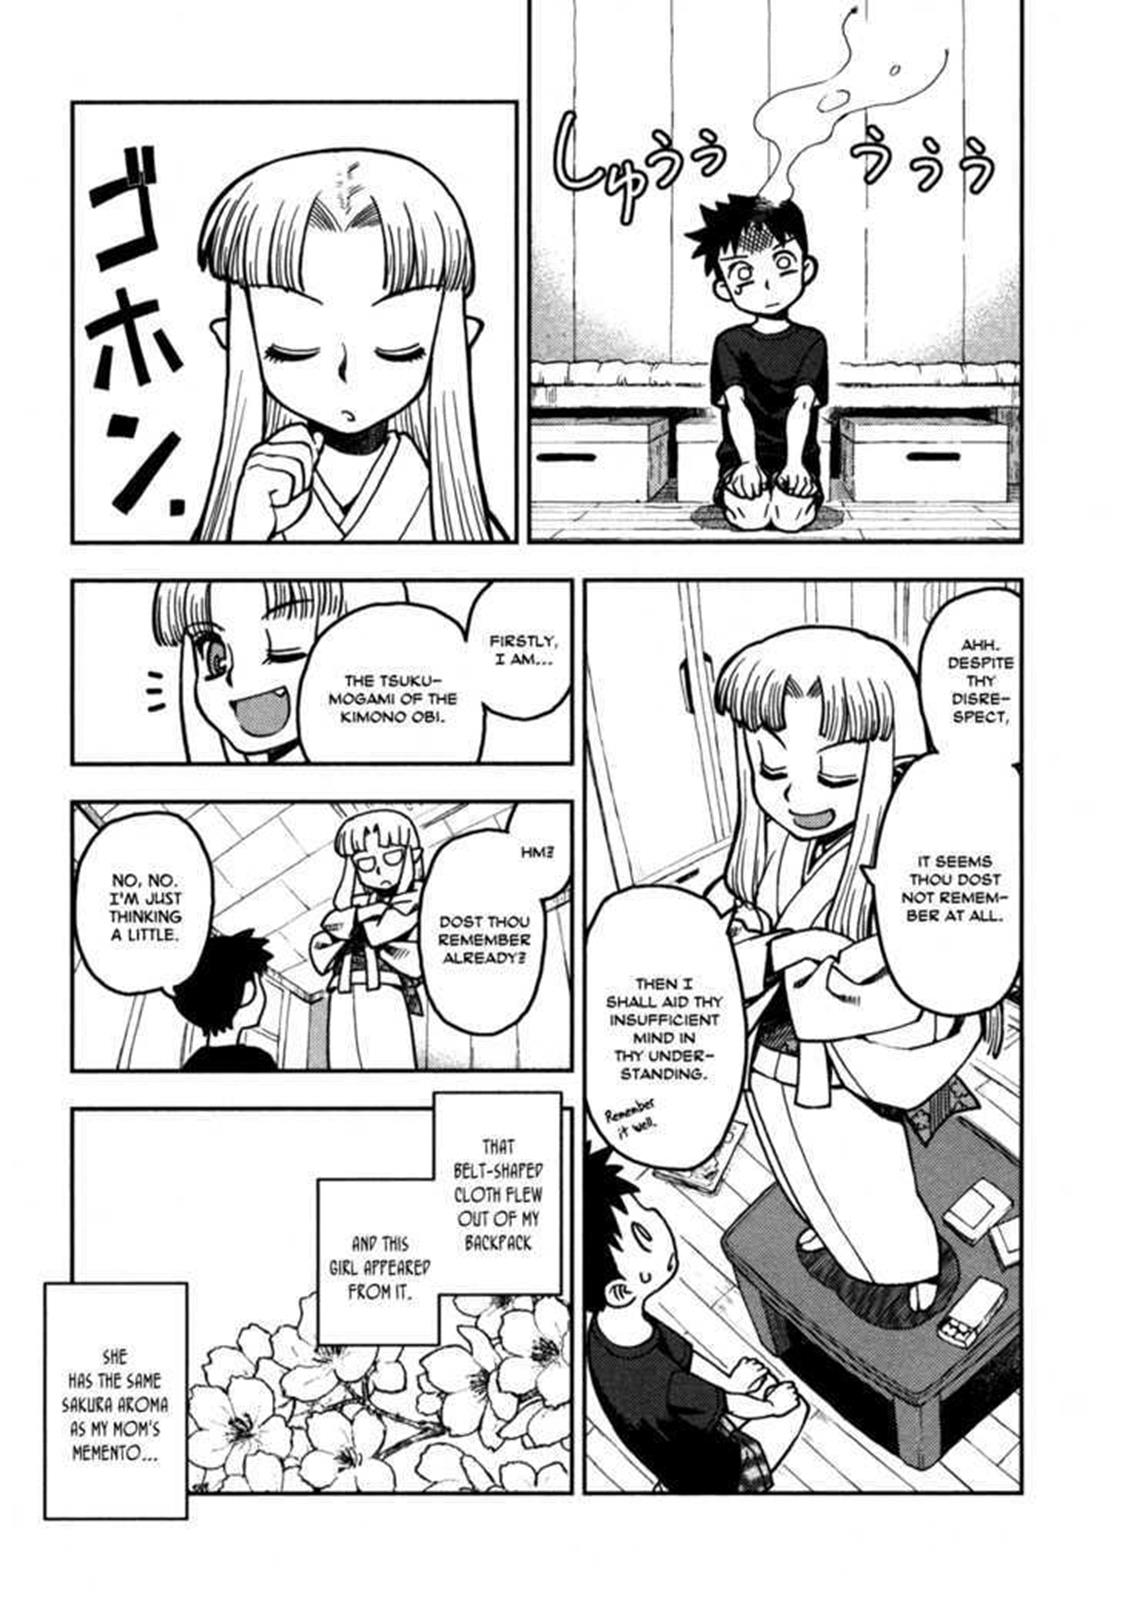 しゅうぅ
うぅぅ
ゴホン.
AHH.
DESPITE
THY
DISRE-
SPECT,
IT SEEMS
THOU DOST
NOT REMEM-
BER AT ALL.
THEN I
SHALL AID THY
INSUFFICIENT
MIND IN
THY UNDER-
STANDING.
Remember
it well.
FIRSTLY,
I AM...
THE TSUKU-
MOGAMI OF THE
KIMONO OBI.
HM?
DOST THOU
REMEMBER
ALREADY?
NO, NO.
I'M JUST
THINKING
A LITTLE.
THAT
BELT-SHAPED
CLOTH FLEW
OUT OF MY
BACKPACK
AND THIS
GIRL APPEARED
FROM IT.
SHE
HAS THE SAME
SAKURA AROMA
AS MY MOM'S
MEMENTO...